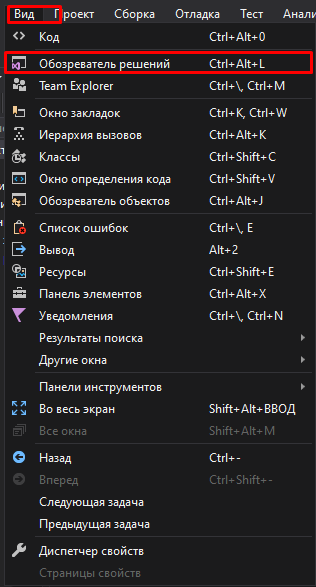 Вид Проект Сборка Отладка Тест Анали
Код Ctrl+Alt+0
Обозреватель решений Ctrl+Alt+L
Team Explorer Ctrl+\, Ctrl+M
Окно закладок Ctrl+K, Ctrl+W
Иерархия вызовов Ctrl+Alt+K
Классы Ctrl+Shift+C
Окно определения кода Ctrl+Shift+V
Обозреватель объектов Ctrl+Alt+J
Список ошибок Ctrl+\, E
Вывод Alt+2
Ресурсы Ctrl+Shift+E
Панель элементов Ctrl+Alt+X
Уведомления Ctrl+\, Ctrl+N
Результаты поиска
Другие окна
Панели инструментов
Во весь экран Shift+Alt+ВВОД
Все окна Shift+Alt+M
Назад Ctrl+-
Вперед Ctrl+Shift+-
Следующая задача
Предыдущая задача
Диспетчер свойств
Страницы свойств